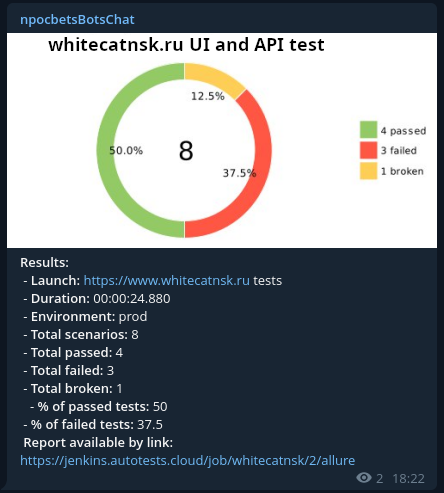 npocbetsBotsChat
whitecatnsk.ru UI and API test
12.5%
50.0%
8
37.5%
4 passed
3 failed
1 broken
Results:
- Launch: https://www.whitecatnsk.ru tests
- Duration: 00:00:24.880
- Environment: prod
- Total scenarios: 8
- Total passed: 4
- Total failed: 3
- Total broken: 1
- % of passed tests: 50
- % of failed tests: 37.5
Report available by link:
https://jenkins.autotests.cloud/job/whitecatnsk/2/allure
2 18:22